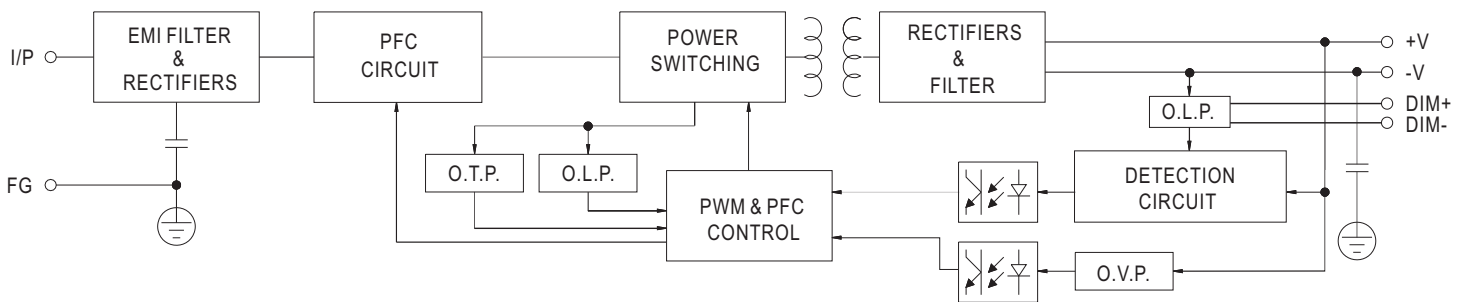 I/P
EMI FILTER
&
RECTIFIERS
PFC
CIRCUIT
POWER
SWITCHING
RECTIFIERS
&
FILTER
+V
-V
DIM+
DIM-
O.L.P.
FG
O.T.P.
O.L.P.
PWM & PFC
CONTROL
DETECTION
CIRCUIT
O.V.P.